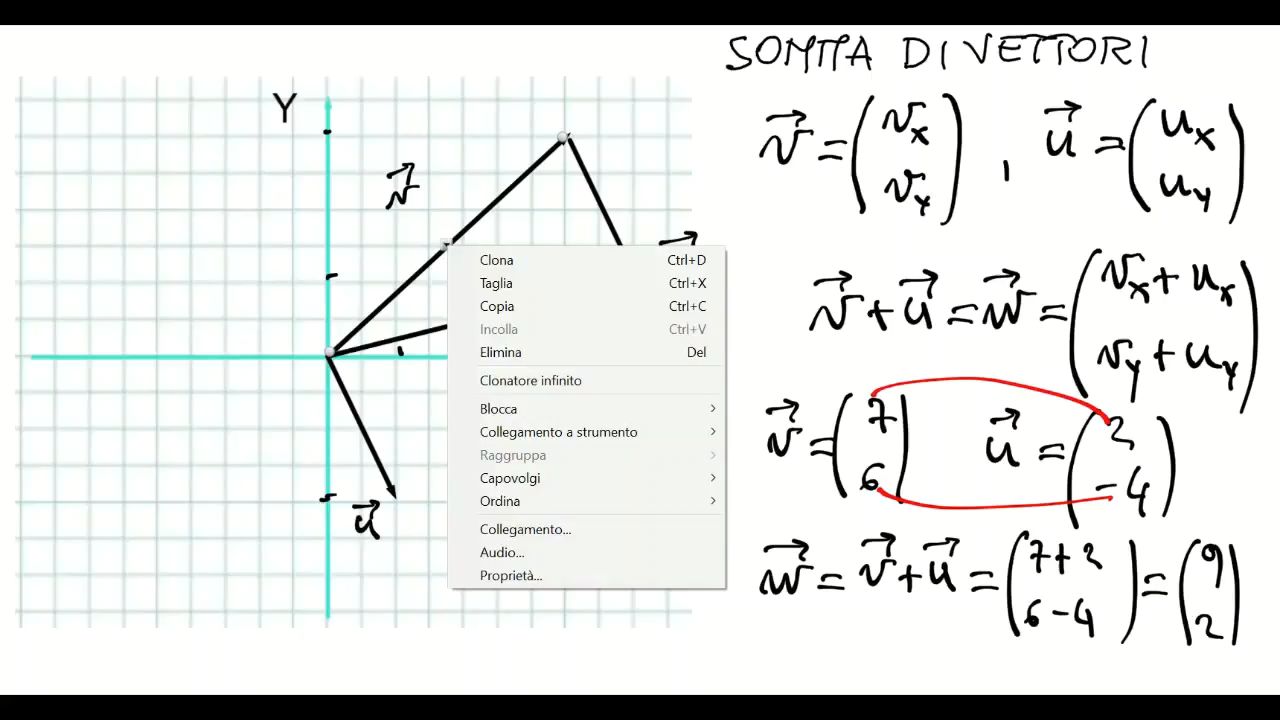 SOMMA DI VETTORI
Y
v⃗ = (vx vy) , u⃗ = (ux uy)
v⃗
v⃗ + u⃗ = w⃗ = (vx + ux vy + uy)
Clona Ctrl+D
Taglia Ctrl+X
Copia Ctrl+C
Incolla Ctrl+V
Elimina Del
Clonatore infinito
Blocca
Collegamento a strumento
Raggruppa
Capovolgi
Ordina
Collegamento...
Audio...
Proprietà...
u⃗
v⃗ = (7 6) u⃗ = (2 -4)
w⃗ = v⃗ + u⃗ = (7+2 6-4) = (9 2)